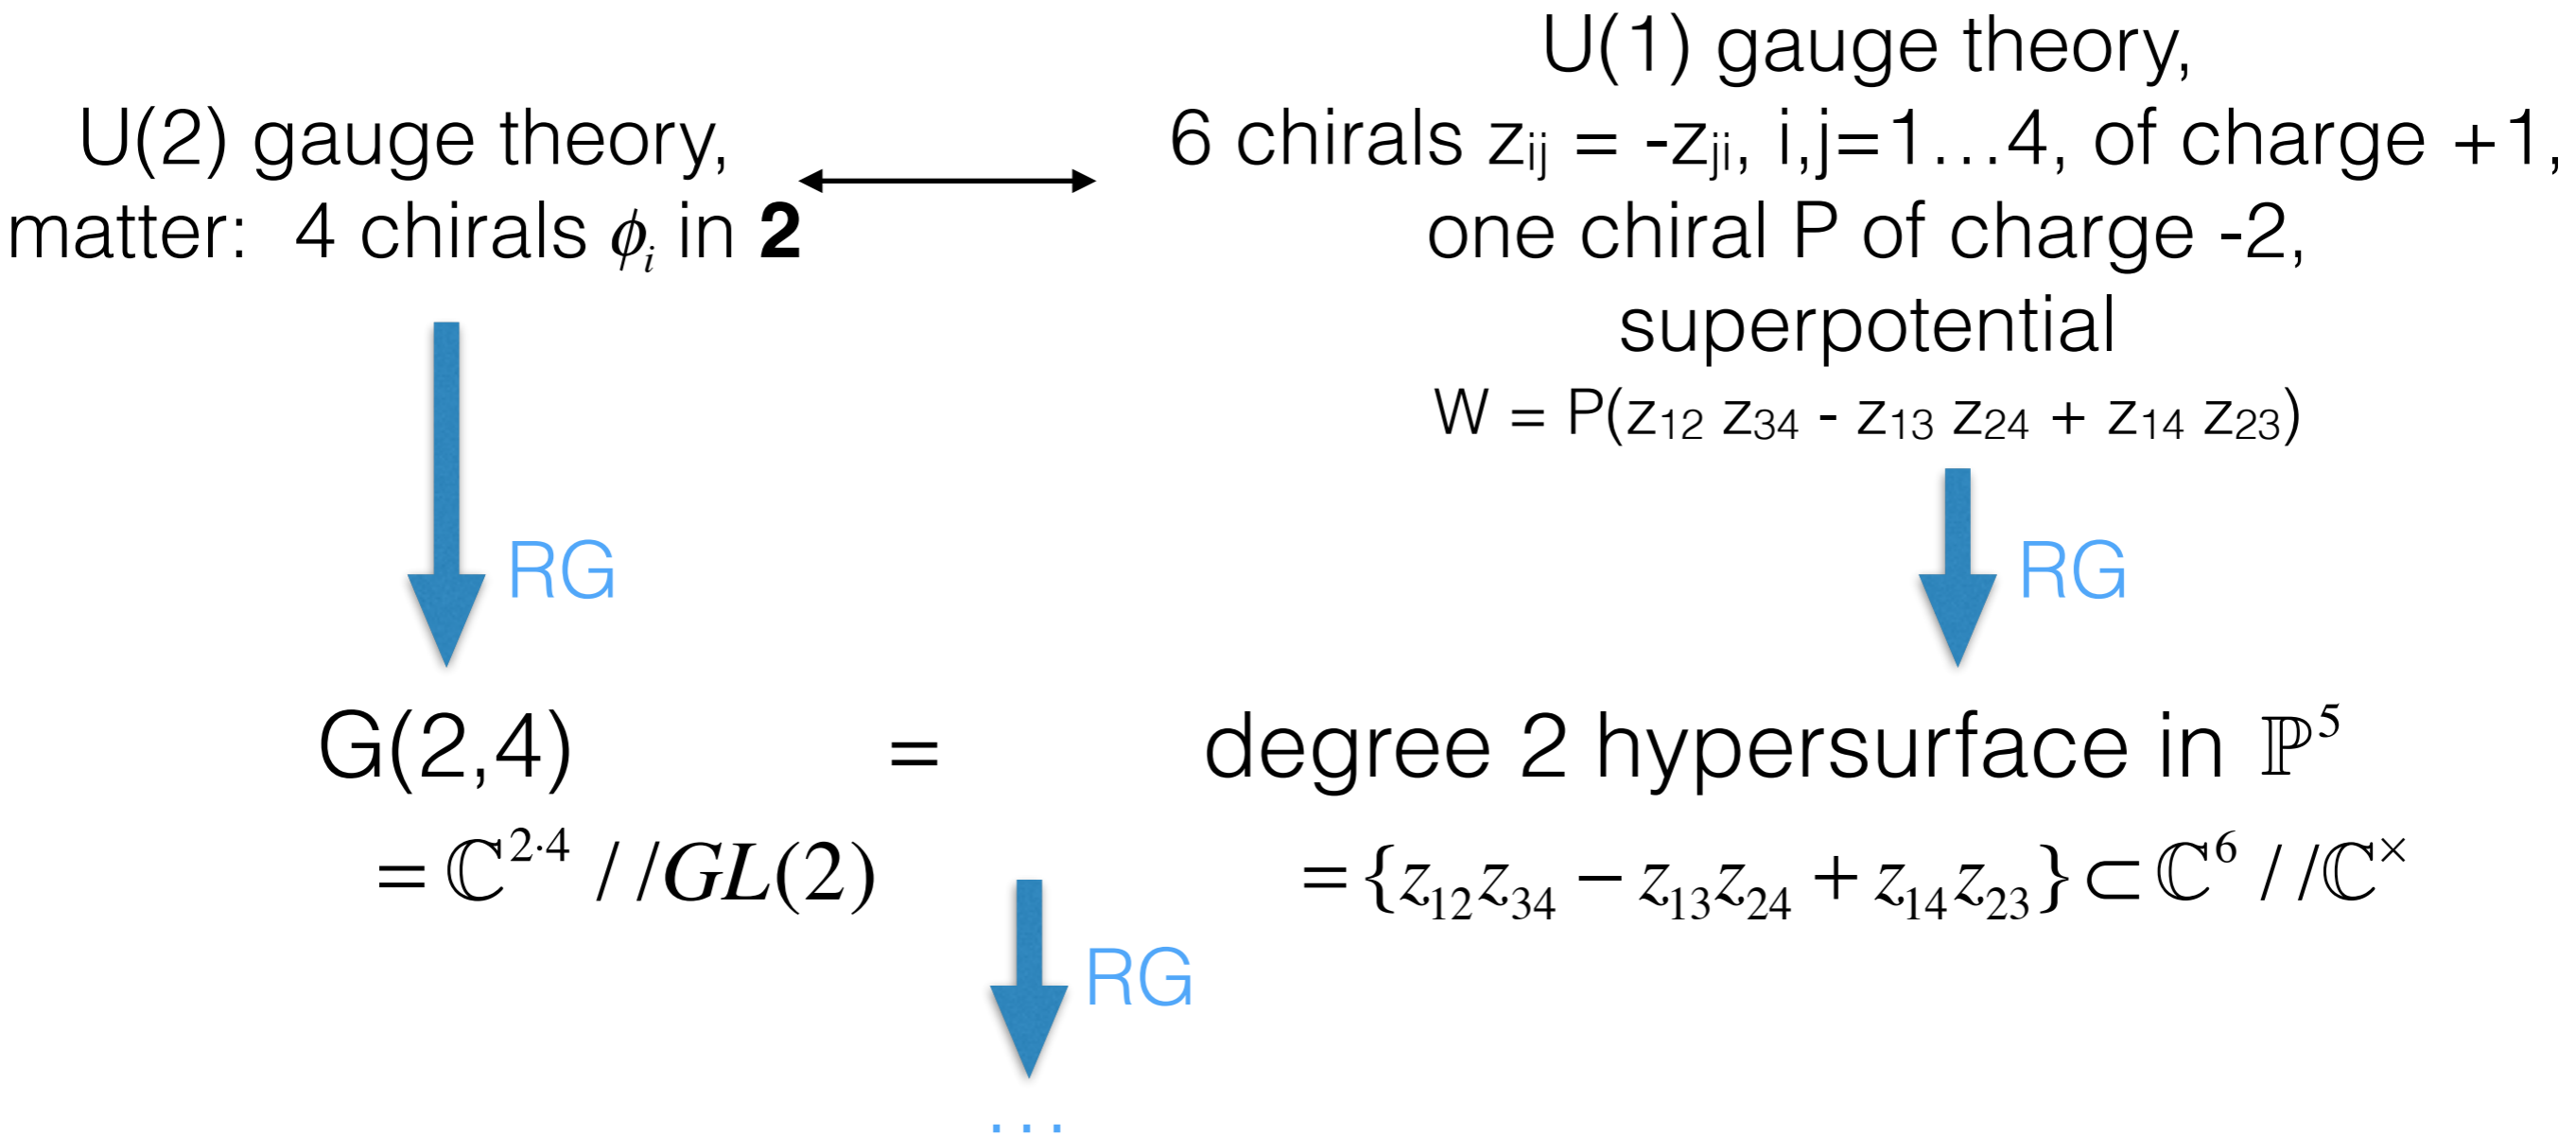 U(2) gauge theory,
matter: 4 chirals ϕᵢ in 2
U(1) gauge theory,
6 chirals zᵢⱼ = -zⱼᵢ, i,j=1…4, of charge +1,
one chiral P of charge -2,
superpotential
W = P(z₁₂ z₃₄ - z₁₃ z₂₄ + z₁₄ z₂₃)
RG
RG
G(2,4) = degree 2 hypersurface in ℙ⁵
= ℂ²·⁴ //GL(2)
= {z₁₂z₃₄ − z₁₃z₂₄ + z₁₄z₂₃} ⊂ ℂ⁶ //ℂ×
RG
...